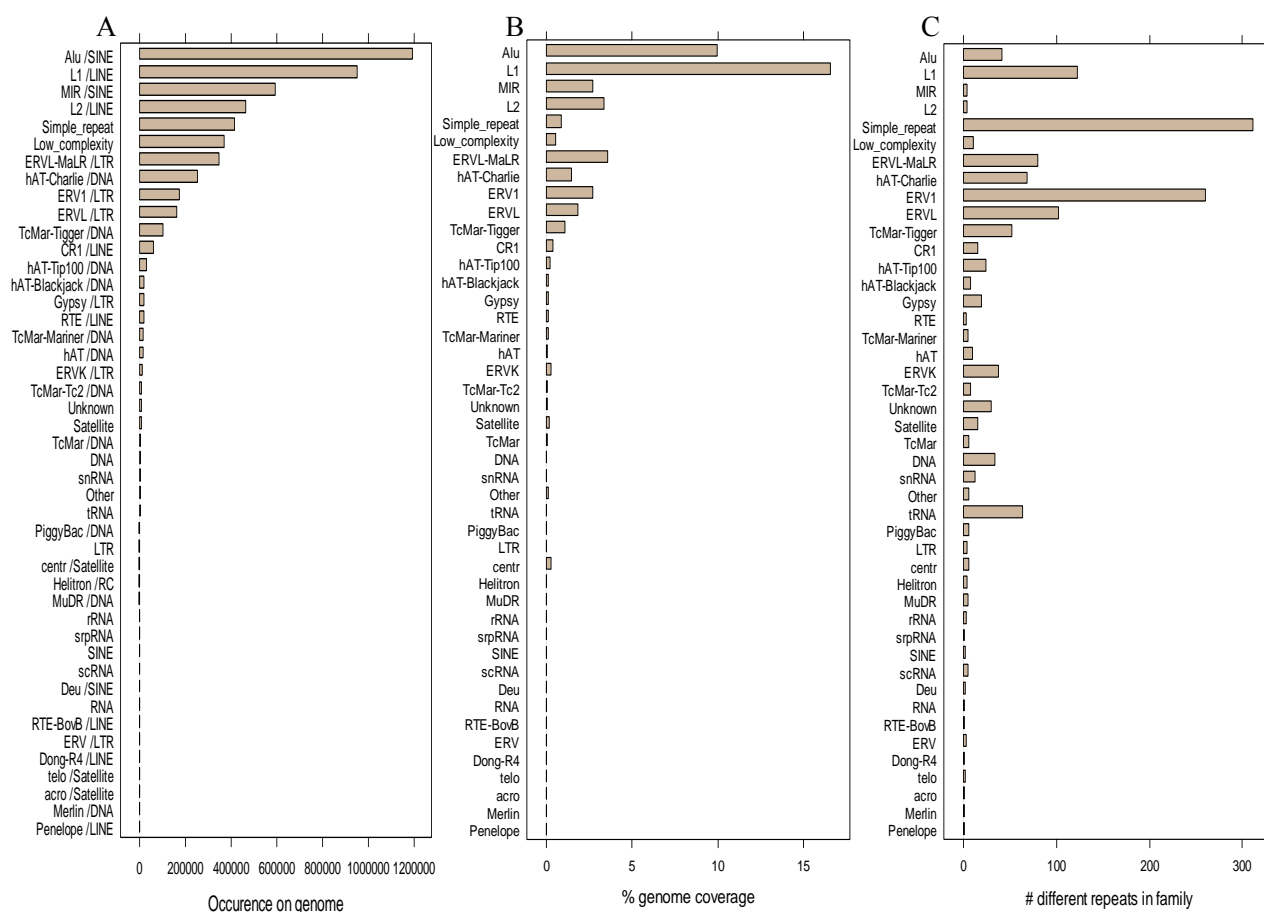 A
Alu /SINE
L1 /LINE
MIR /SINE
L2 /LINE
Simple_repeat
Low_complexity
ERVL-MaLR /LTR
hAT-Charlie /DNA
ERV1 /LTR
ERVL /LTR
TcMar-Tigger /DNA
CR1 /LINE
hAT-Tip100 /DNA
hAT-Blackjack /DNA
Gypsy /LTR
RTE /LINE
TcMar-Mariner /DNA
hAT /DNA
ERVK /LTR
TcMar-Tc2 /DNA
Unknown
Satellite
TcMar /DNA
DNA
snRNA
Other
tRNA
PiggyBac /DNA
LTR
centr /Satellite
Helitron /RC
MuDR /DNA
rRNA
srpRNA
SINE
scRNA
Deu /SINE
RNA
RTE-BovB /LINE
ERV /LTR
Dong-R4 /LINE
telo /Satellite
acro /Satellite
Merlin /DNA
Penelope /LINE
0 200000 400000 600000 800000 1000000 1200000
Occurence on genome
B
Alu
L1
MIR
L2
Simple_repeat
Low_complexity
ERVL-MaLR
hAT-Charlie
ERV1
ERVL
TcMar-Tigger
CR1
hAT-Tip100
hAT-Blackjack
Gypsy
RTE
TcMar-Mariner
hAT
ERVK
TcMar-Tc2
Unknown
Satellite
TcMar
DNA
snRNA
Other
tRNA
PiggyBac
LTR
centr
Helitron
MuDR
rRNA
srpRNA
SINE
scRNA
Deu
RNA
RTE-BovB
ERV
Dong-R4
telo
acro
Merlin
Penelope
0 5 10 15
% genome coverage
C
Alu
L1
MIR
L2
Simple_repeat
Low_complexity
ERVL-MaLR
hAT-Charlie
ERV1
ERVL
TcMar-Tigger
CR1
hAT-Tip100
hAT-Blackjack
Gypsy
RTE
TcMar-Mariner
hAT
ERVK
TcMar-Tc2
Unknown
Satellite
TcMar
DNA
snRNA
Other
tRNA
PiggyBac
LTR
centr
Helitron
MuDR
rRNA
srpRNA
SINE
scRNA
Deu
RNA
RTE-BovB
ERV
Dong-R4
telo
acro
Merlin
Penelope
0 100 200 300
# different repeats in family